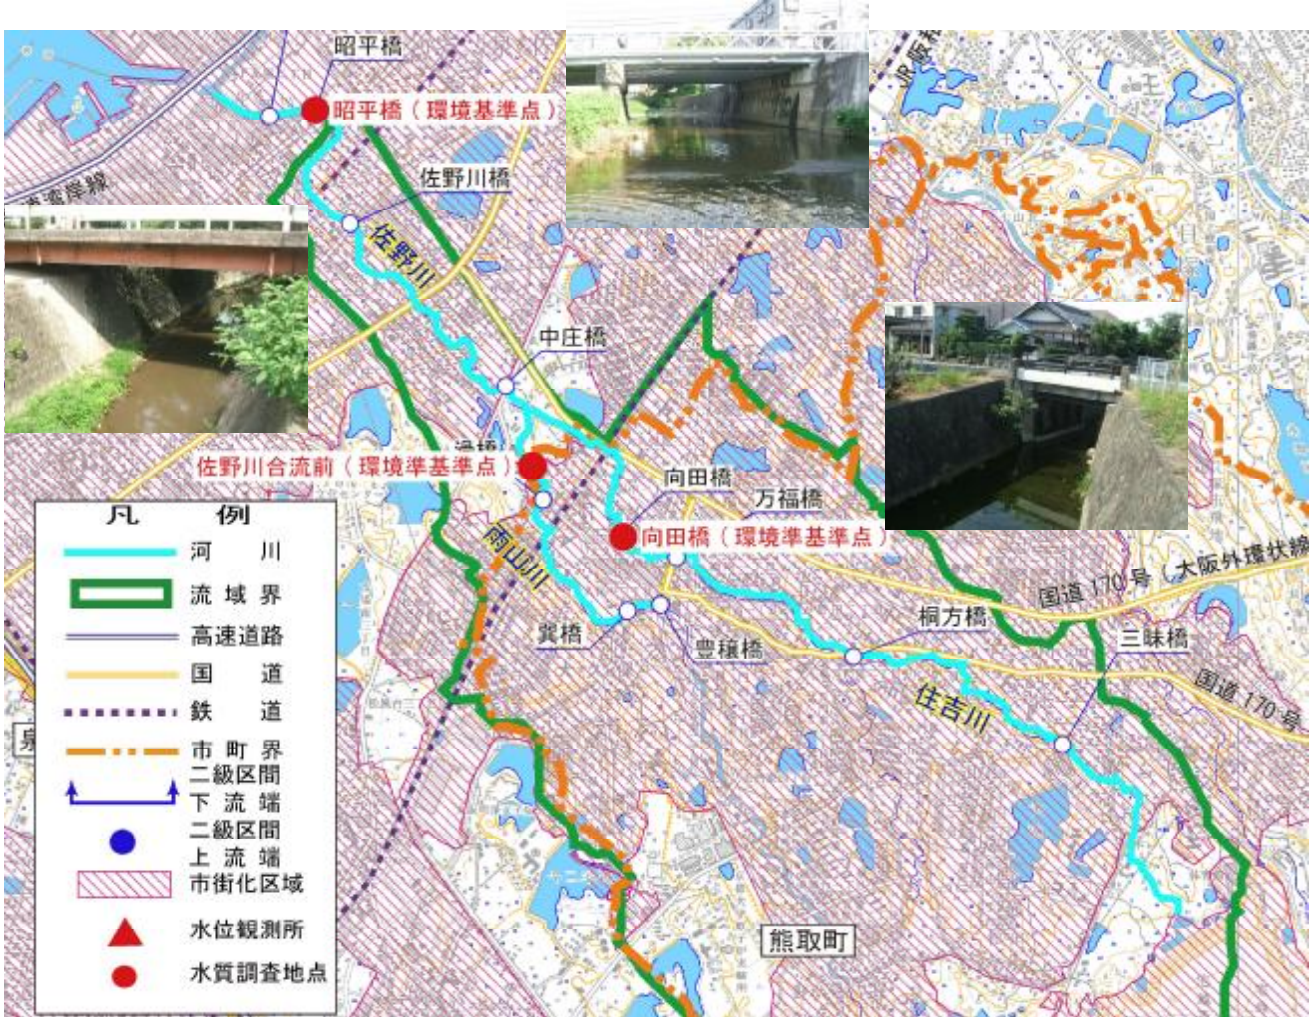 昭平橋
昭平橋(環境基準点)
JR阪和
湾岸線
佐野川橋
佐野川
中庄橋
佐野川合流前(環境準基準点)
向田橋
万福橋
向田橋(環境準基準点)
雨山川
国道170号(大阪外環状線
巽橋
豊穣橋
桐方橋
三昧橋
住吉川
国道170号
熊取町
凡 例
河 川
流 域 界
高速道路
国 道
鉄 道
市 町 界
二級区間
下 流 端
二級区間
上 流 端
市街化区域
水位観測所
水質調査地点